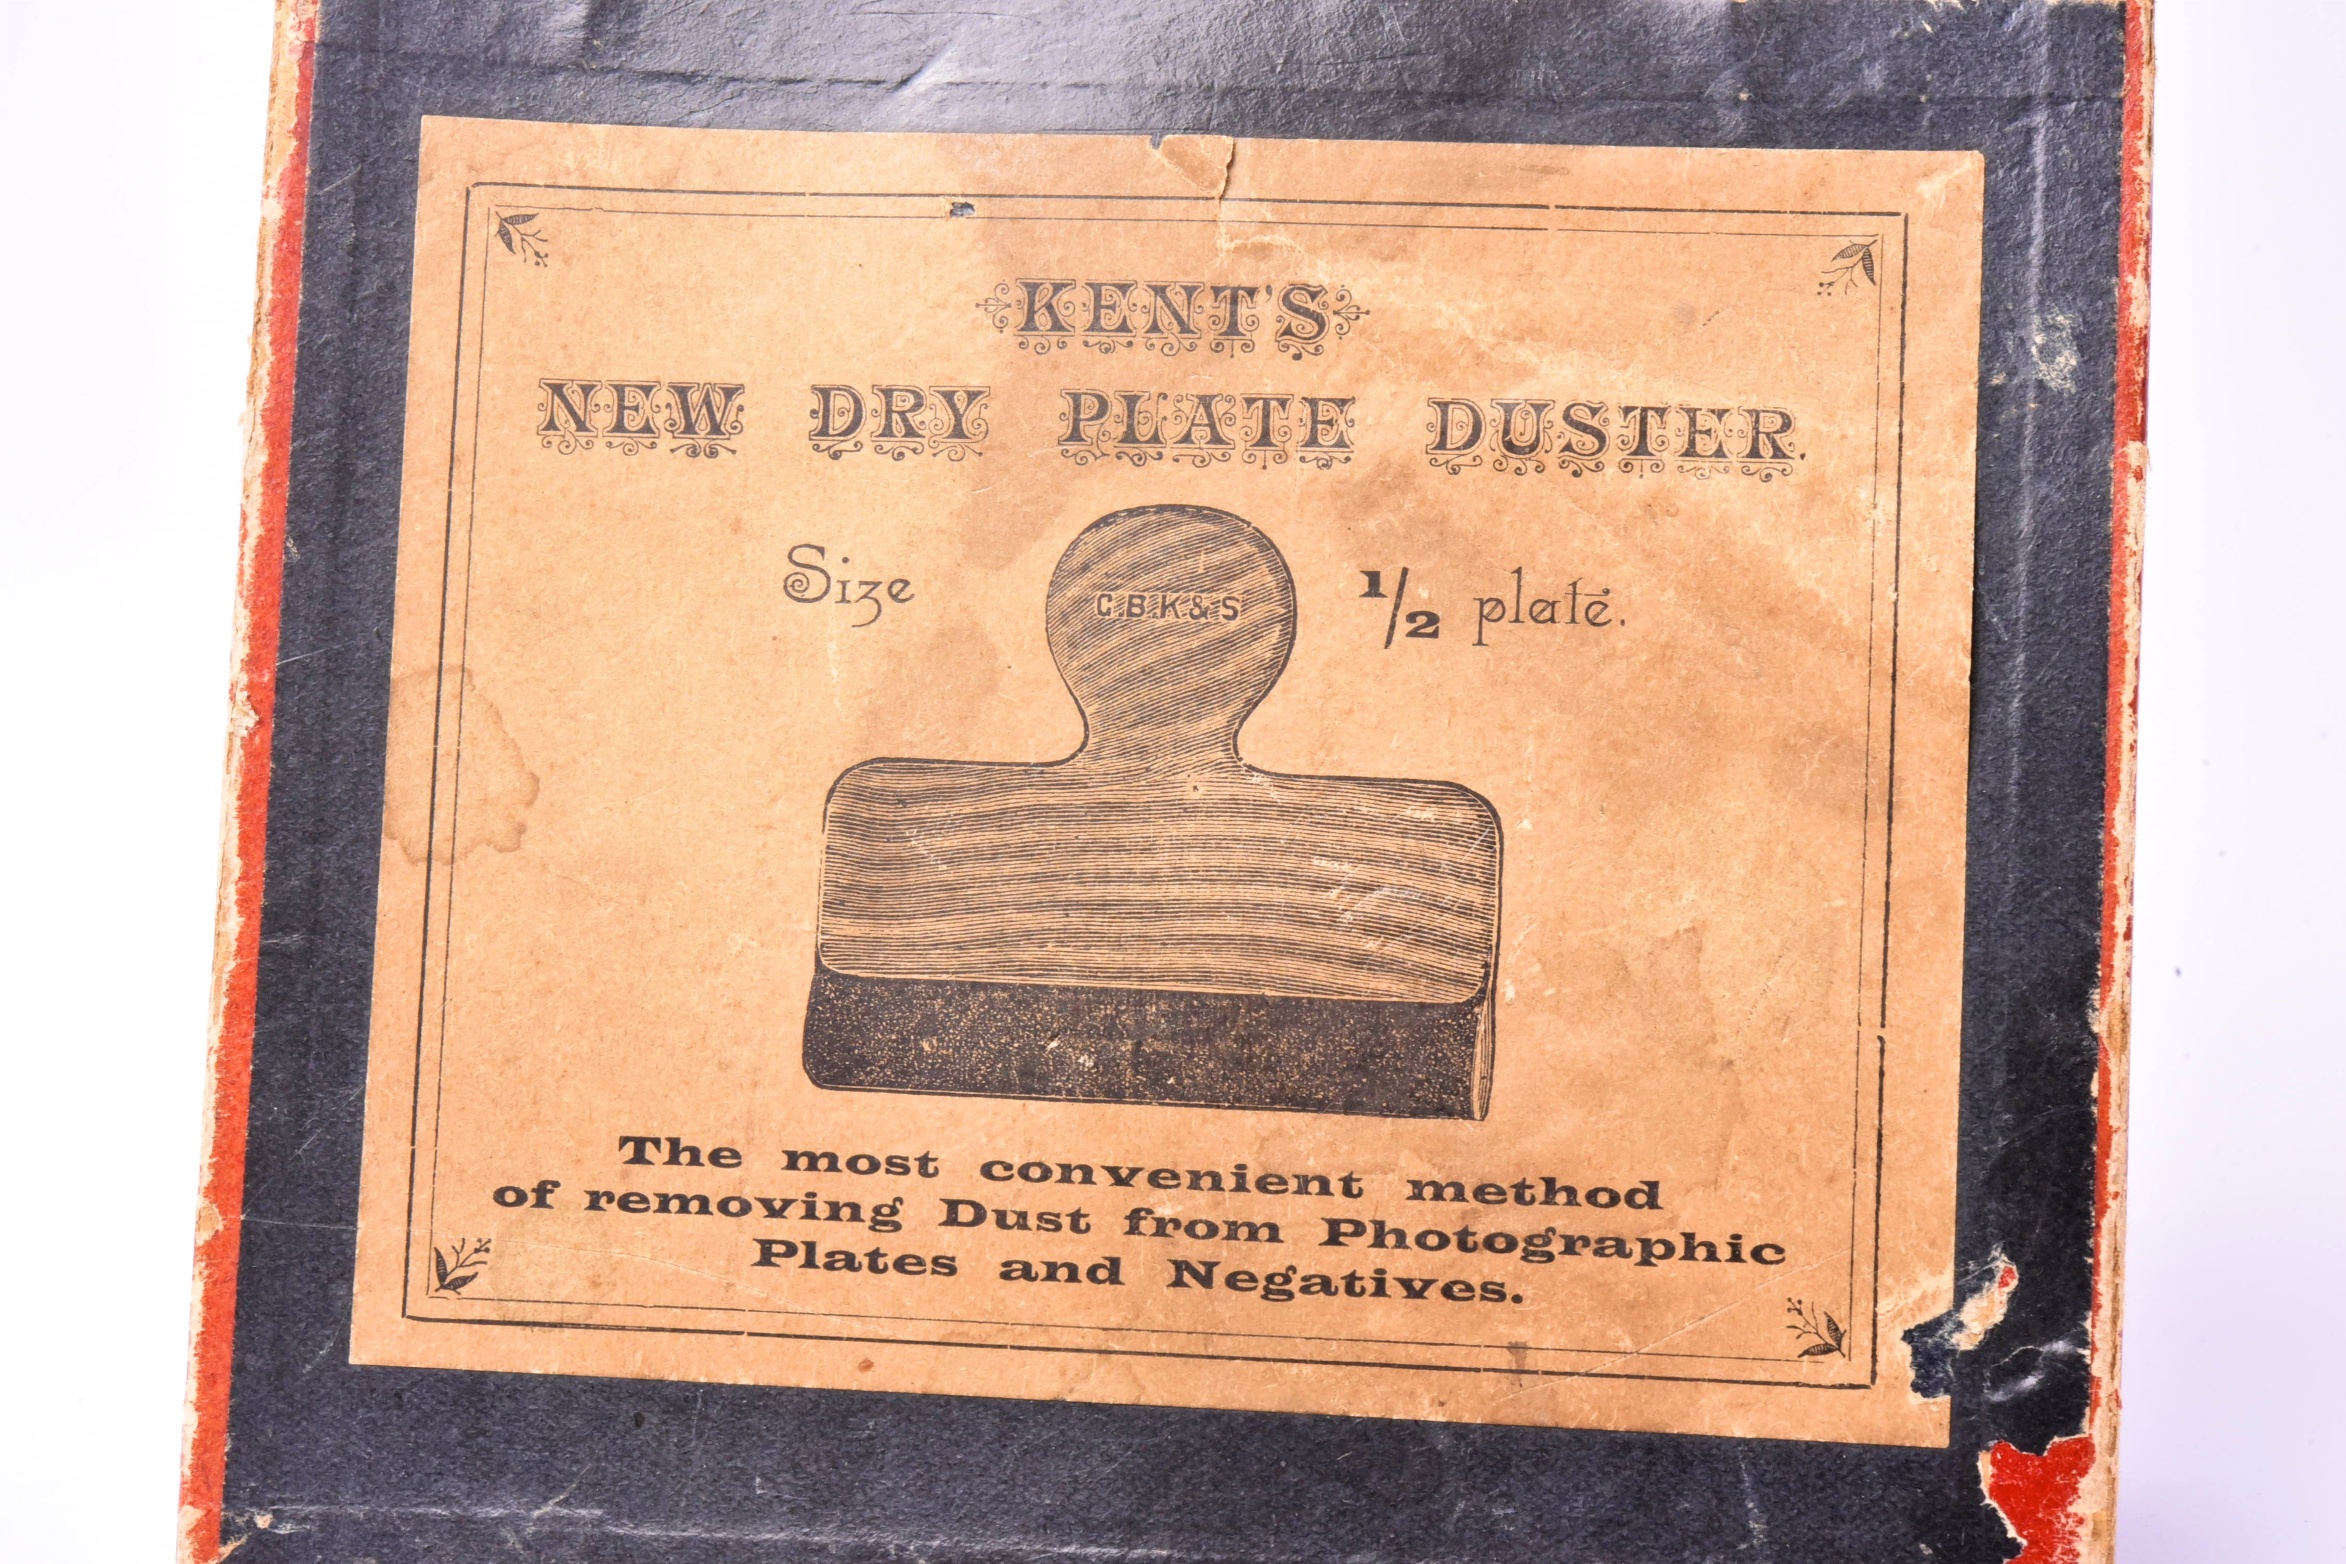 KENT'S
NEW DRY PLATE DUSTER.
Size 1/2 plate.
G.B.K & S
The most convenient method
of removing Dust from Photographic
Plates and Negatives.